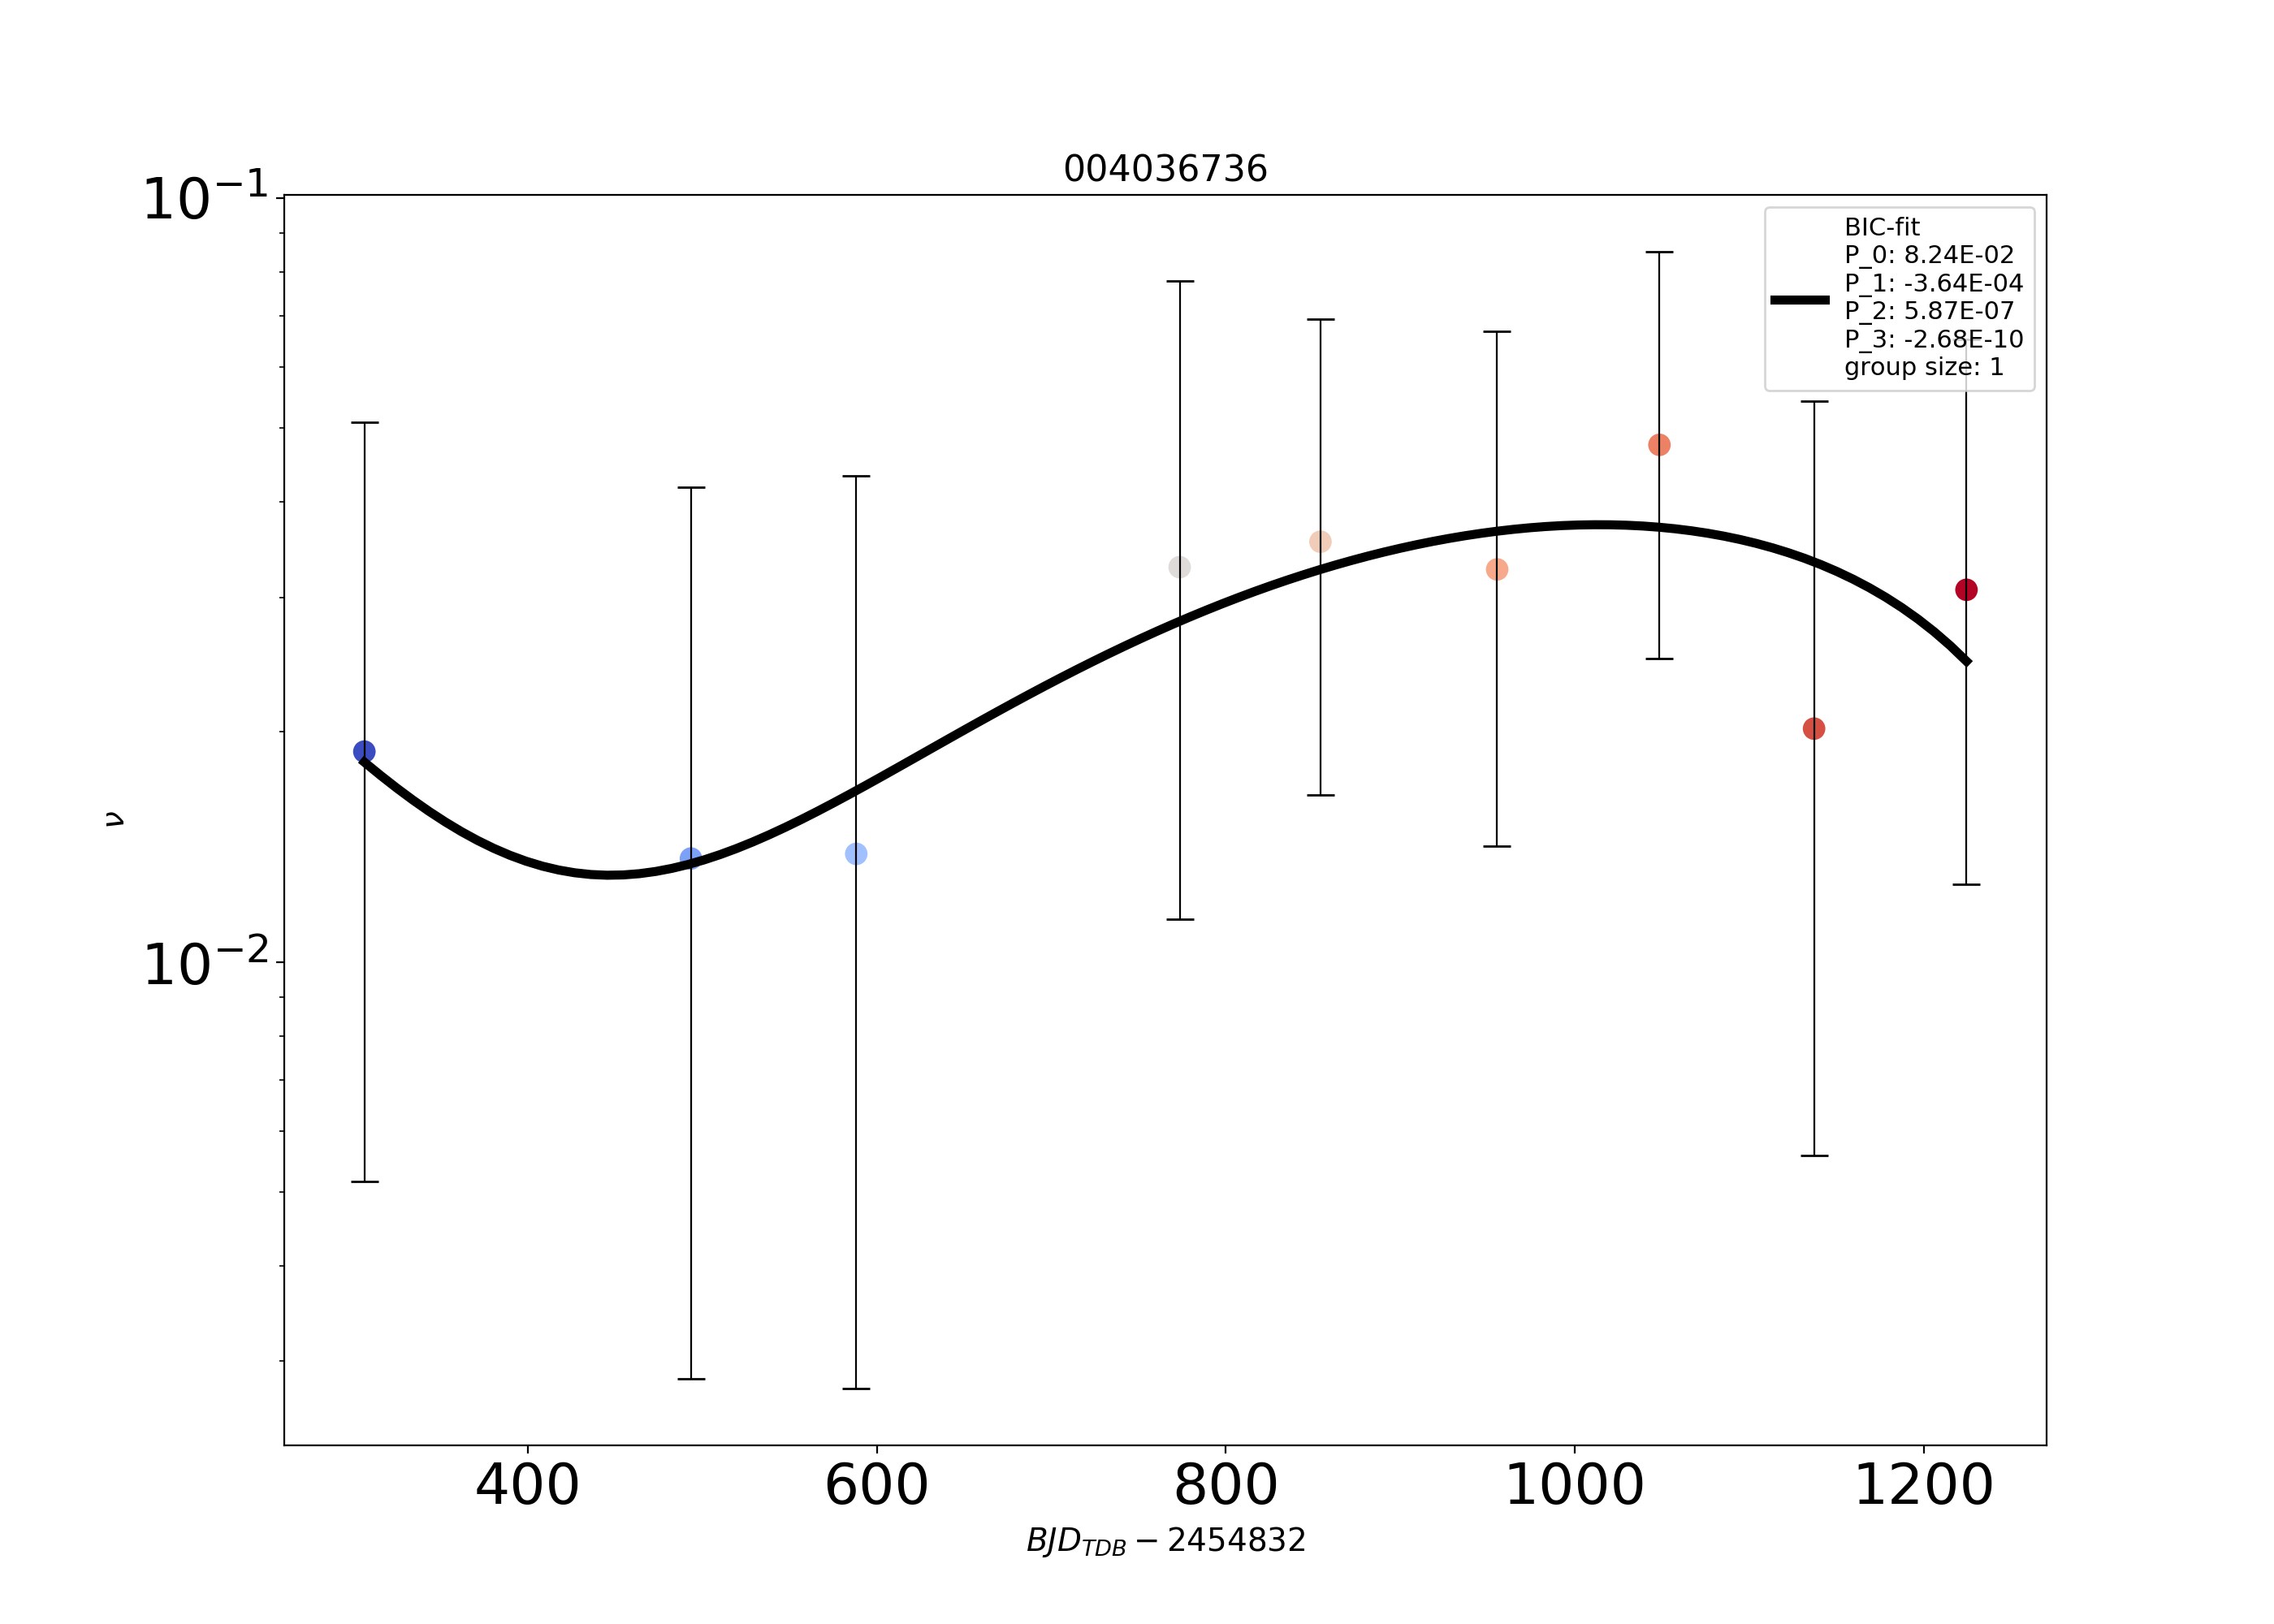 004036736
10⁻¹
BIC-fit
P_0: 8.24E-02
P_1: -3.64E-04
P_2: 5.87E-07
P_3: -2.68E-10
group size: 1
ν
10⁻²
400 600 800 1000 1200
BJD_TDB − 2454832